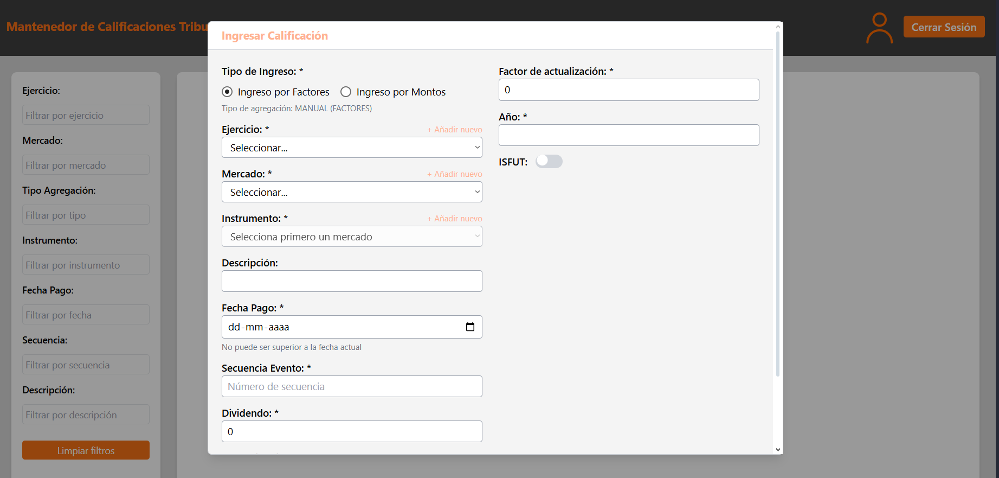 Mantenedor de Calificaciones Tribu
Cerrar Sesión
Ejercicio:
Filtrar por ejercicio
Mercado:
Filtrar por mercado
Tipo Agregación:
Filtrar por tipo
Instrumento:
Filtrar por instrumento
Fecha Pago:
Filtrar por fecha
Secuencia:
Filtrar por secuencia
Descripción:
Filtrar por descripción
Limpiar filtros
Ingresar Calificación
Tipo de Ingreso: *
Ingreso por Factores Ingreso por Montos
Tipo de agregación: MANUAL (FACTORES)
Ejercicio: * + Añadir nuevo
Seleccionar...
Mercado: * + Añadir nuevo
Seleccionar...
Instrumento: * + Añadir nuevo
Selecciona primero un mercado
Descripción:
Fecha Pago: *
dd-mm-aaaa
No puede ser superior a la fecha actual
Secuencia Evento: *
Número de secuencia
Dividendo: *
0
Factor de actualización: *
0
Año: *
ISFUT: